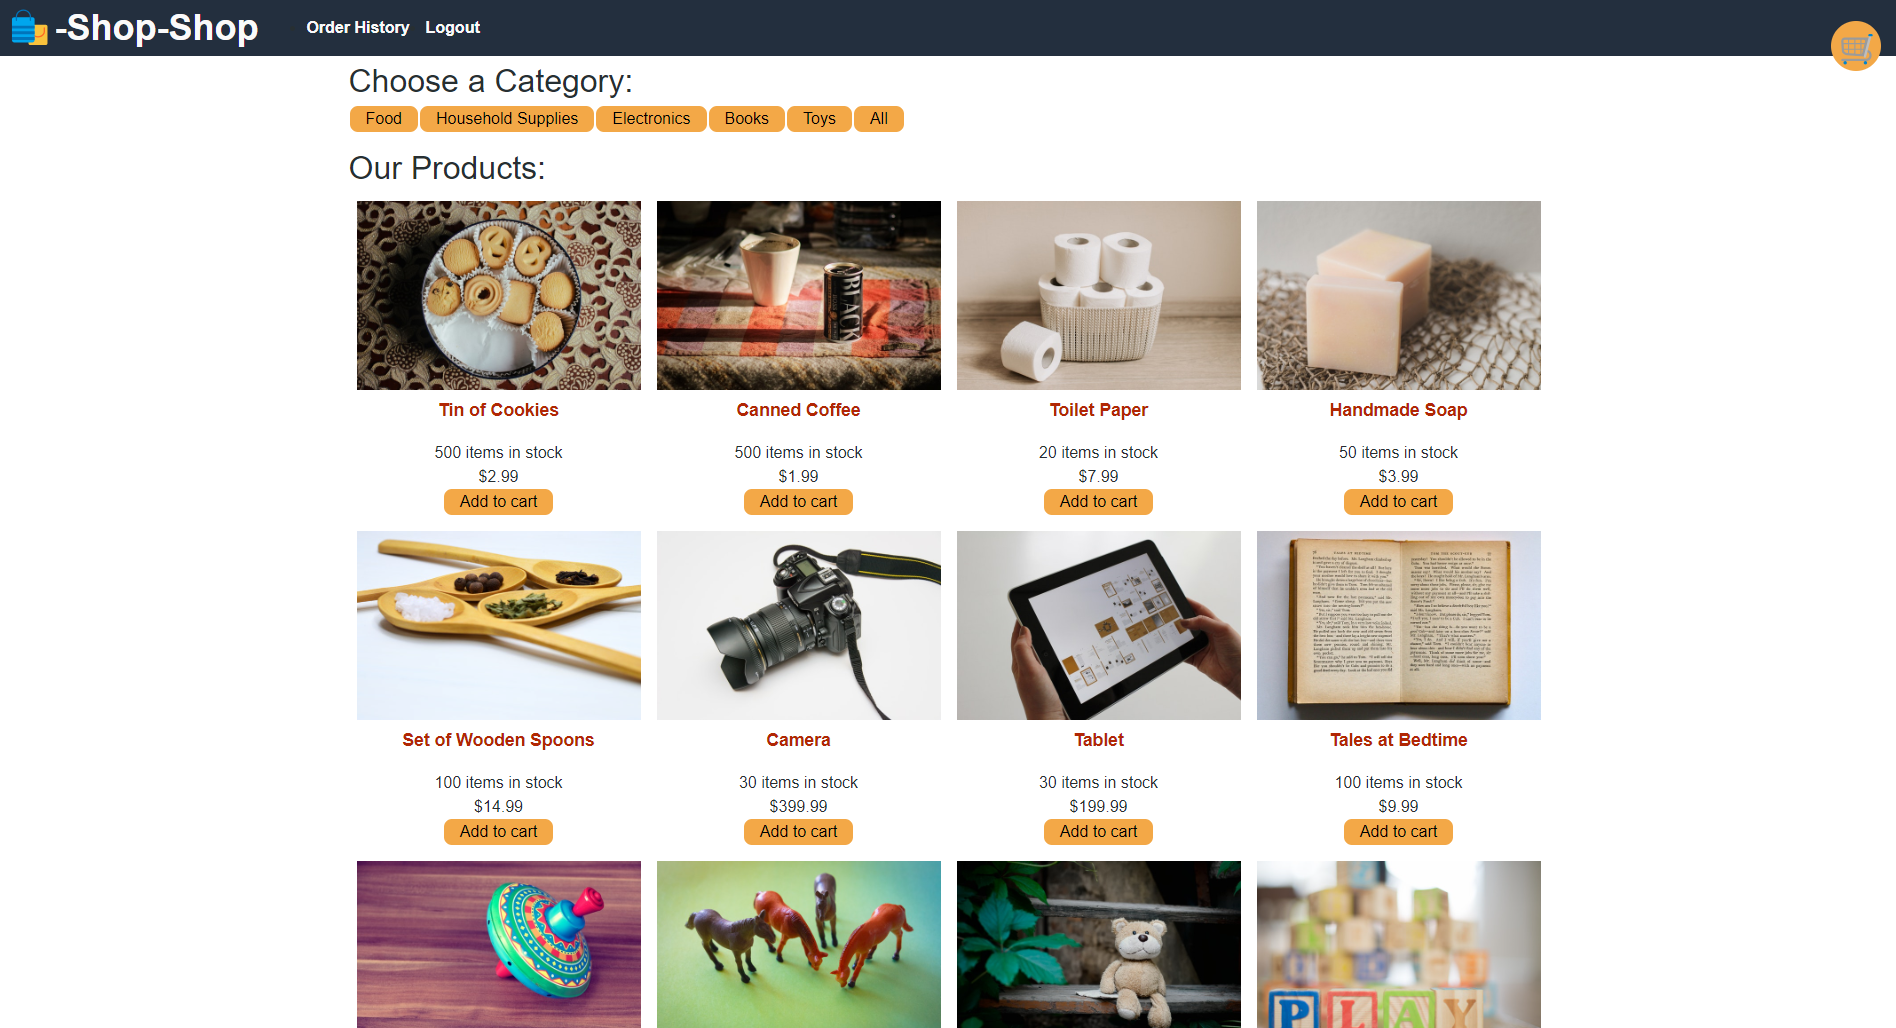 -Shop-Shop
Order History Logout
Choose a Category:
Food Household Supplies Electronics Books Toys All
Our Products:
BLACK
Tin of Cookies Canned Coffee Toilet Paper Handmade Soap
500 items in stock 500 items in stock 20 items in stock 50 items in stock
$2.99 $1.99 $7.99 $3.99
Add to cart Add to cart Add to cart Add to cart
Set of Wooden Spoons Camera Tablet Tales at Bedtime
100 items in stock 30 items in stock 30 items in stock 100 items in stock
$14.99 $399.99 $199.99 $9.99
Add to cart Add to cart Add to cart Add to cart
PLAY